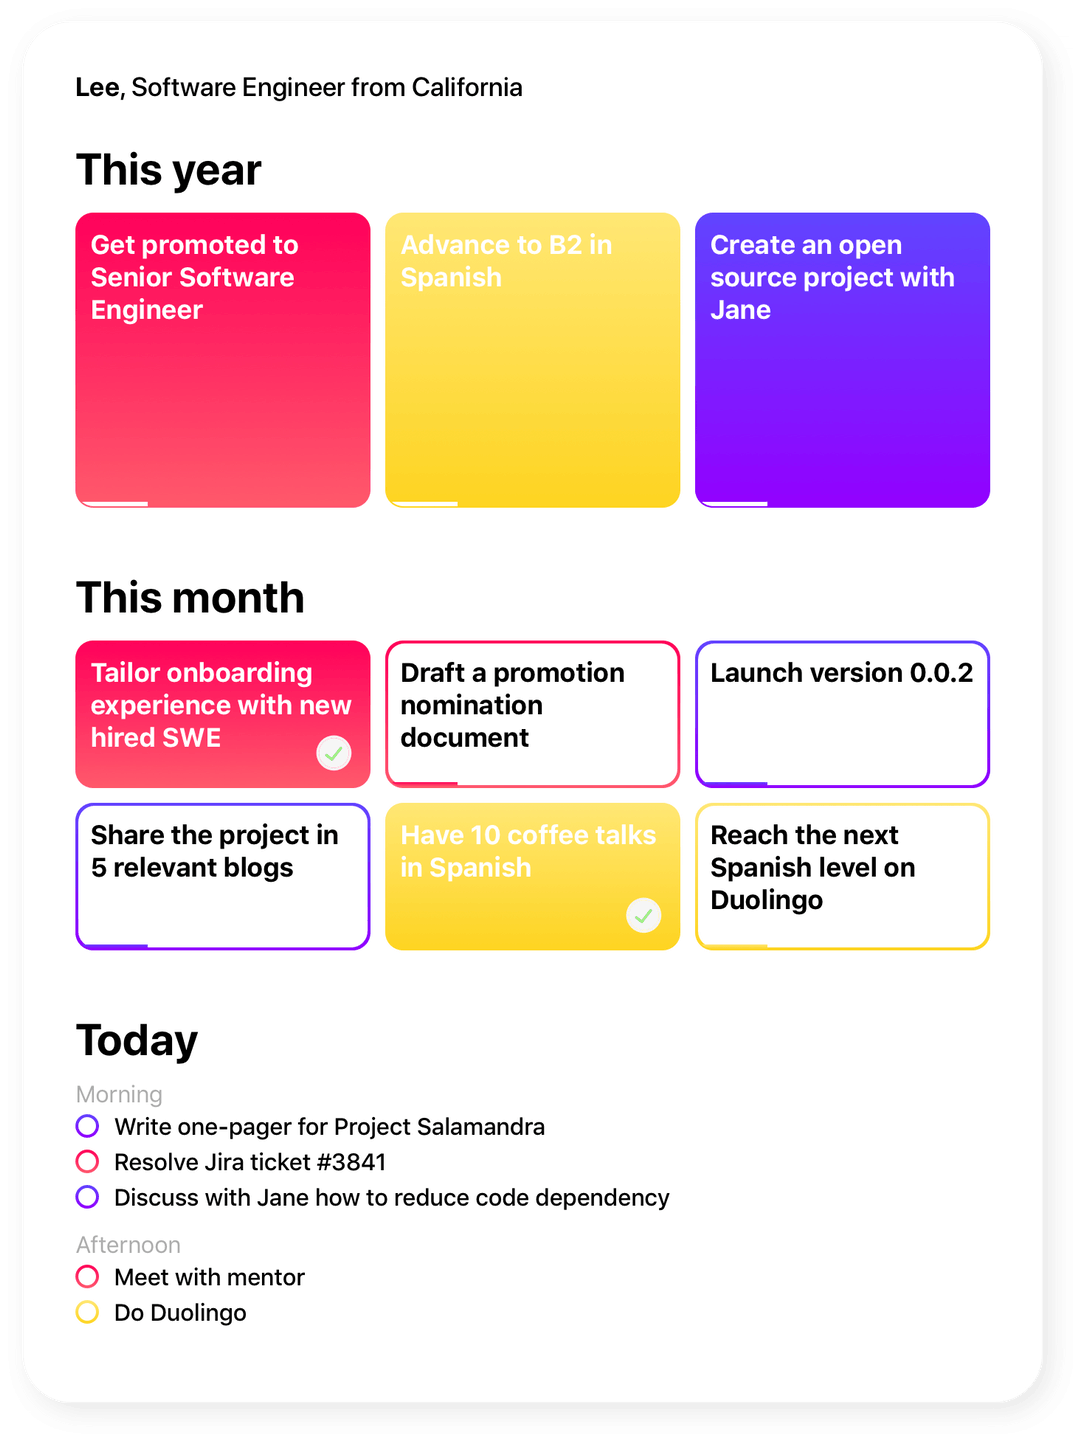 Lee, Software Engineer from California
This year
Get promoted to
Senior Software
Engineer
Advance to B2 in
Spanish
Create an open
source project with
Jane
This month
Tailor onboarding
experience with new
hired SWE
Draft a promotion
nomination
document
Launch version 0.0.2
Share the project in
5 relevant blogs
Have 10 coffee talks
in Spanish
Reach the next
Spanish level on
Duolingo
Today
Morning
Write one-pager for Project Salamandra
Resolve Jira ticket #3841
Discuss with Jane how to reduce code dependency
Afternoon
Meet with mentor
Do Duolingo